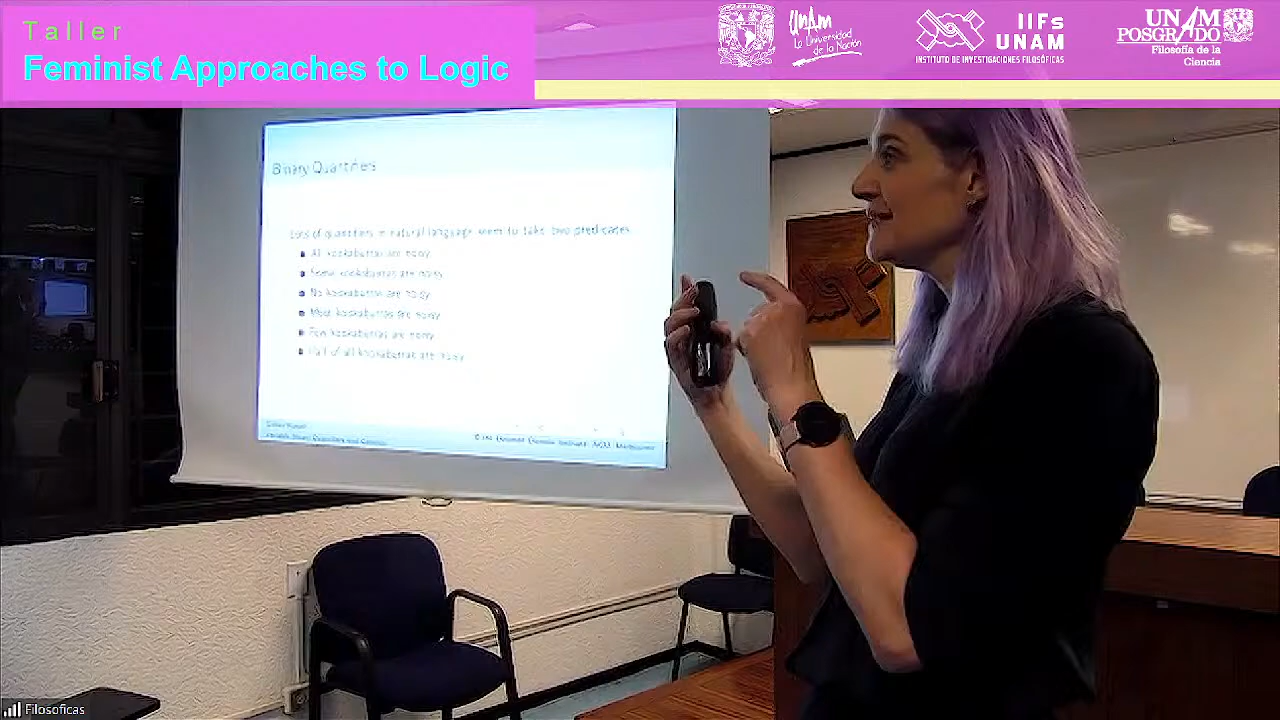 Taller
Feminist Approaches to Logic
UNAM
La Universidad
de la Nación
IIFs
UNAM
INSTITUTO DE INVESTIGACIONES FILOSÓFICAS
UNAM
POSGRADO
Filosofía de la
Ciencia
Binary Quantifiers
Lots of quantifiers in natural language seem to take two predicates.
All kookaburras are noisy
Some kookaburras are noisy
No kookaburras are noisy
Most kookaburras are noisy
Few kookaburras are noisy
Half of all kookaburras are noisy
Gillian Russell
Filosoficas